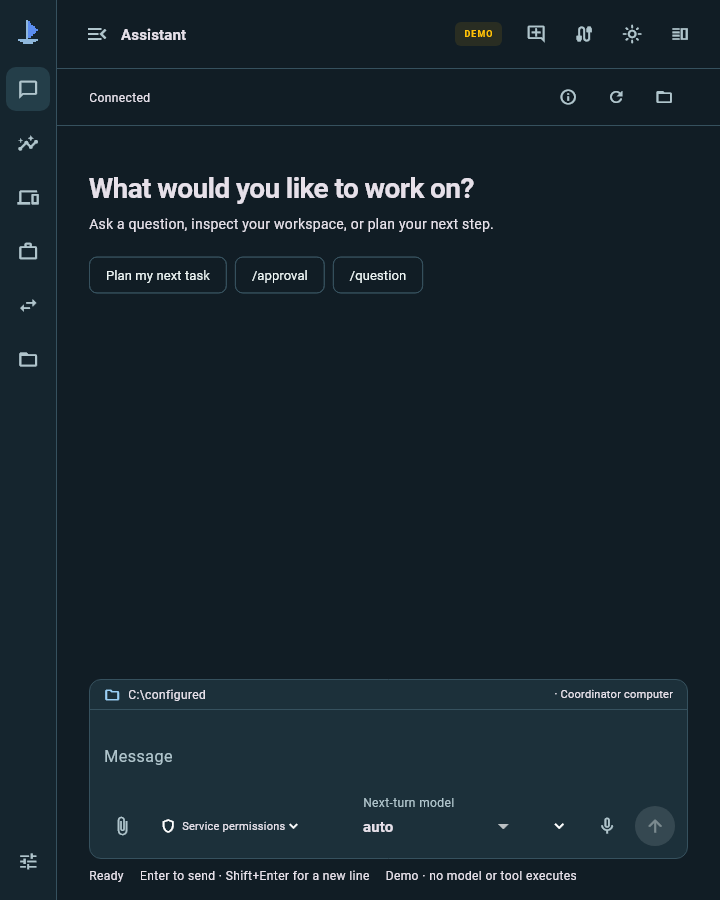 Assistant
DEMO
Connected
What would you like to work on?
Ask a question, inspect your workspace, or plan your next step.
Plan my next task
/approval
/question
C:\configured
· Coordinator computer
Message
Next-turn model
Service permissions
auto
Ready
Enter to send · Shift+Enter for a new line
Demo · no model or tool executes